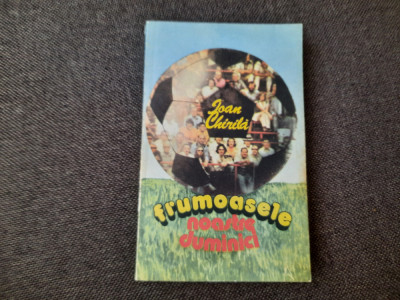 Ioan
Chirilă
frumoasele
noastre
duminici